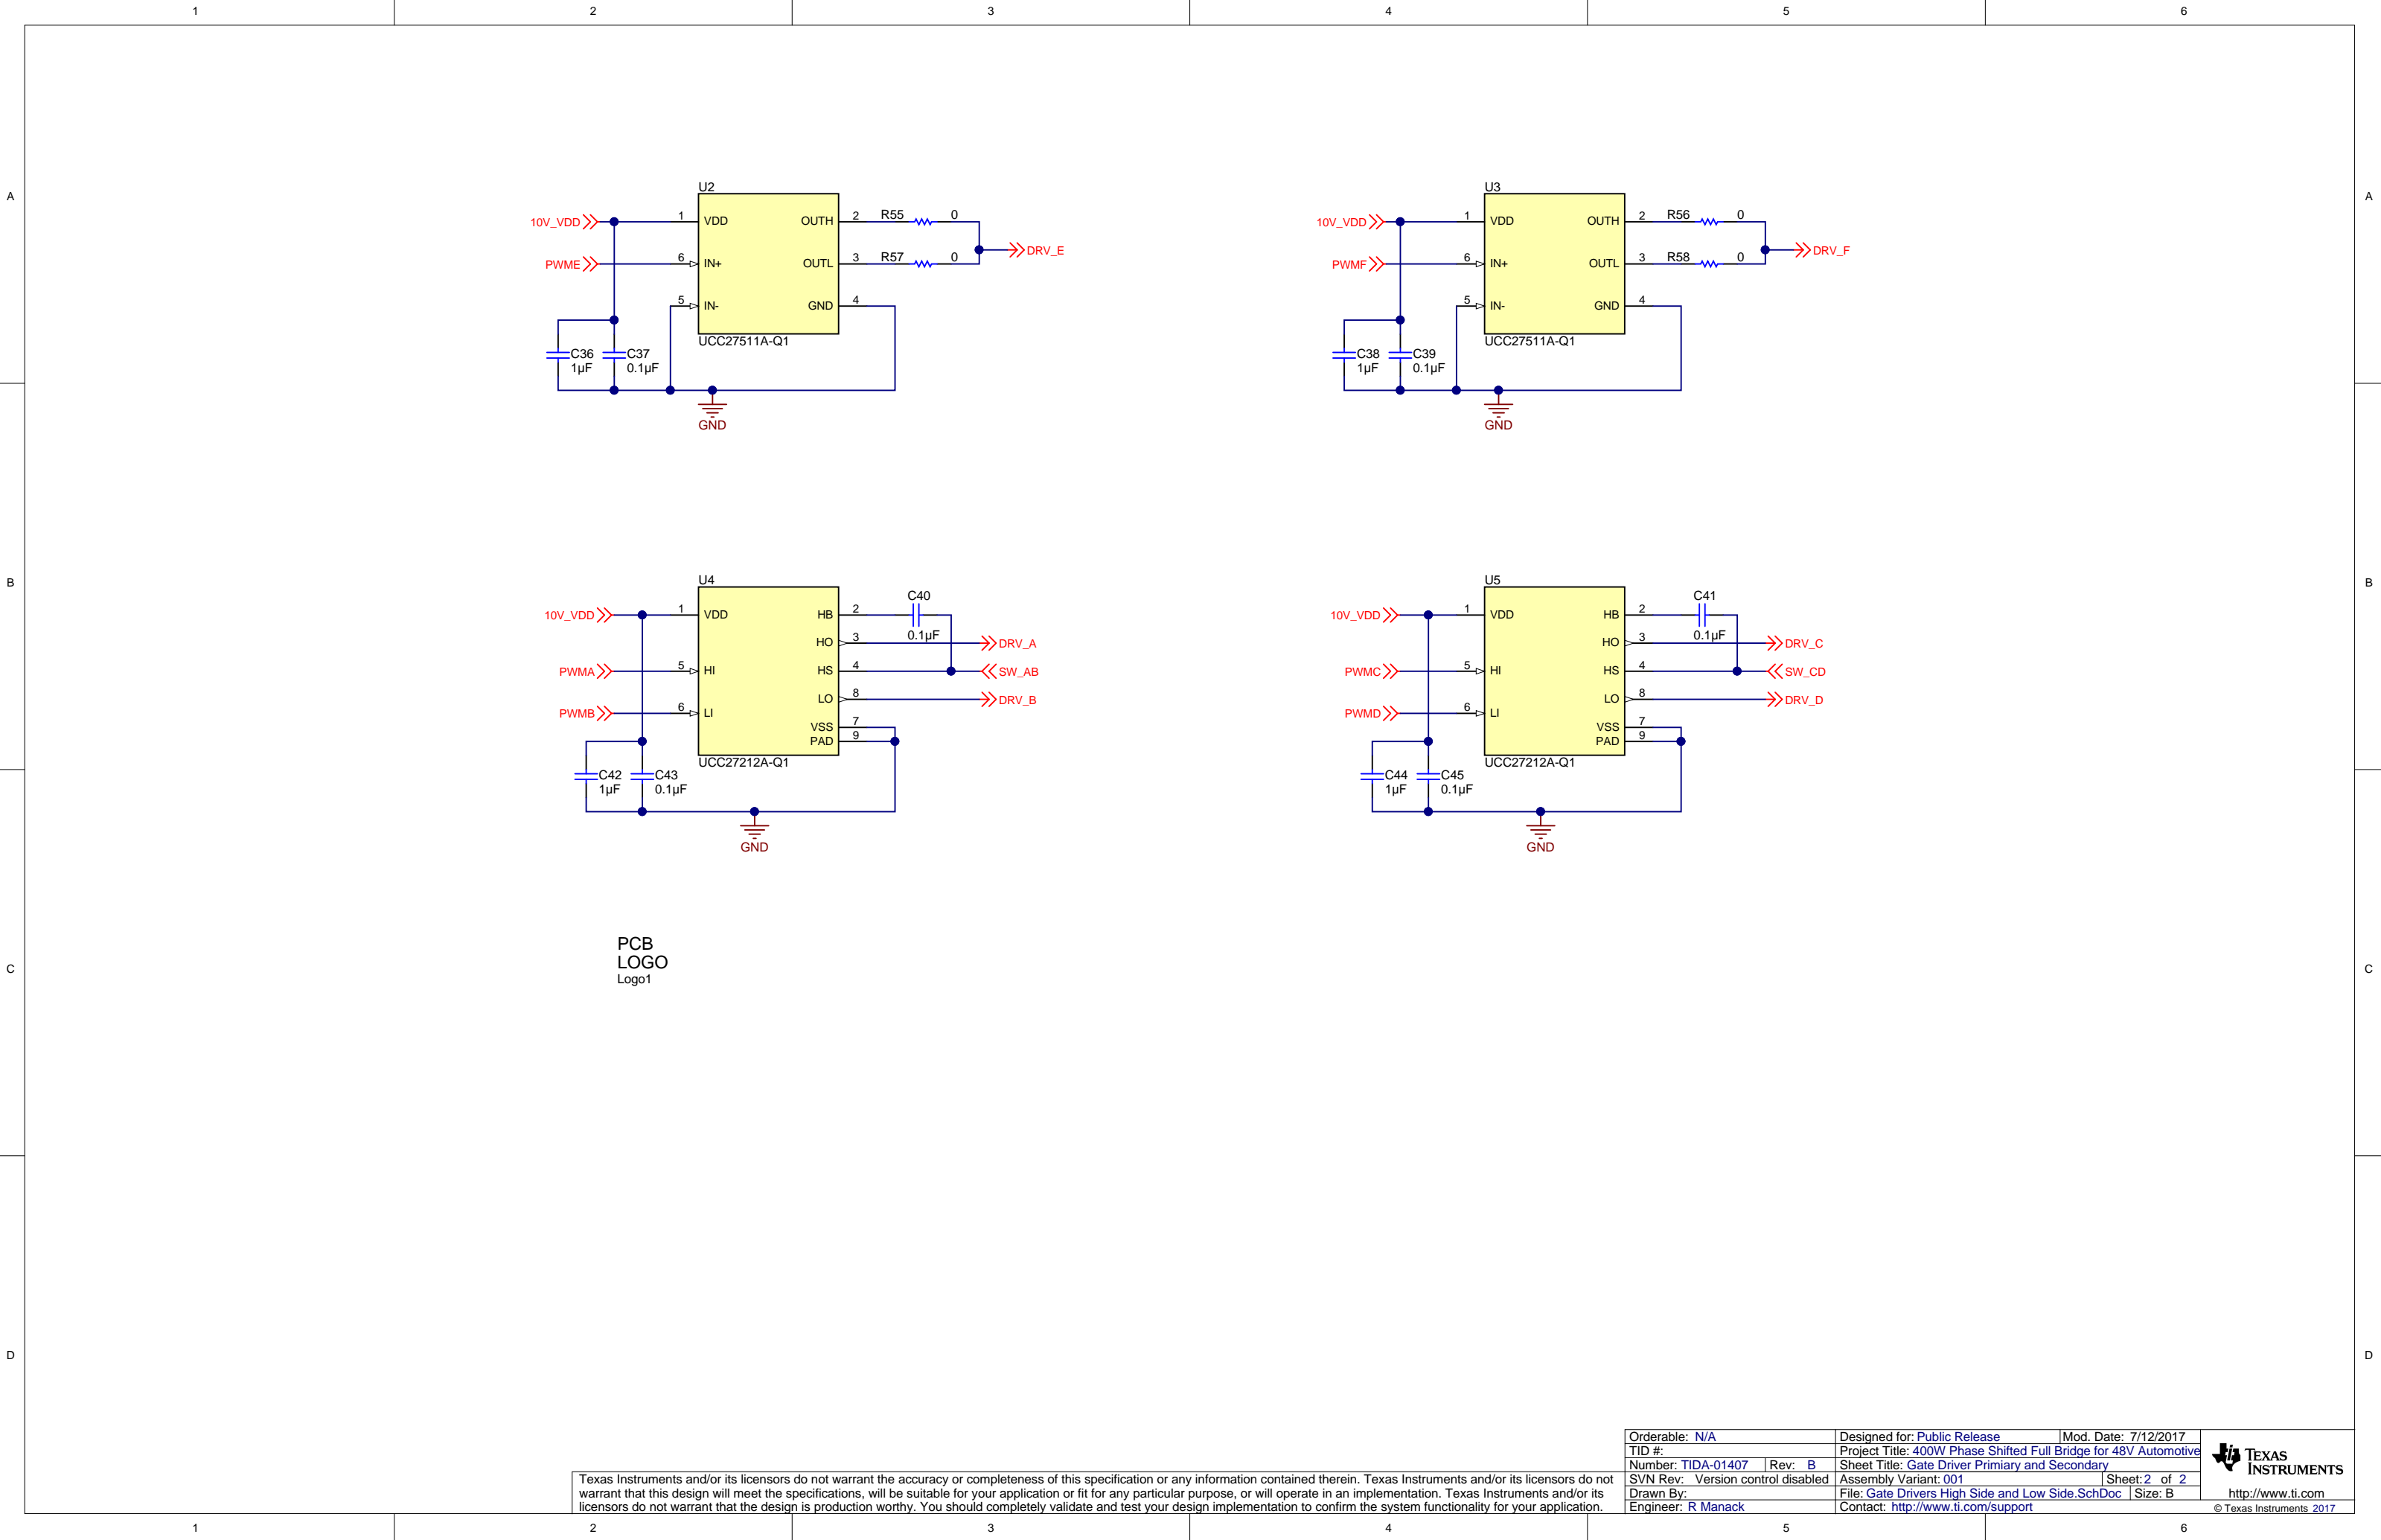 1 2 3 4 5 6
A A
U2
10V_VDD 1 VDD OUTH 2 R55 0
DRV_E
PWME 6 IN+ OUTL 3 R57 0
5 IN- GND 4
UCC27511A-Q1
C36 C37
1µF 0.1µF
GND
U3
10V_VDD 1 VDD OUTH 2 R56 0
DRV_F
PWMF 6 IN+ OUTL 3 R58 0
5 IN- GND 4
UCC27511A-Q1
C38 C39
1µF 0.1µF
GND
B B
U4
C40
10V_VDD 1 VDD HB 2
0.1µF
HO 3 DRV_A
PWMA 5 HI HS 4 SW_AB
LO 8 DRV_B
PWMB 6 LI
VSS 7
PAD 9
UCC27212A-Q1
C42 C43
1µF 0.1µF
GND
U5
C41
10V_VDD 1 VDD HB 2
0.1µF
HO 3 DRV_C
PWMC 5 HI HS 4 SW_CD
LO 8 DRV_D
PWMD 6 LI
VSS 7
PAD 9
UCC27212A-Q1
C44 C45
1µF 0.1µF
GND
C C
PCB
LOGO
Logo1
D D
Texas Instruments and/or its licensors do not warrant the accuracy or completeness of this specification or any information contained therein. Texas Instruments and/or its licensors do not
warrant that this design will meet the specifications, will be suitable for your application or fit for any particular purpose, or will operate in an implementation. Texas Instruments and/or its
licensors do not warrant that the design is production worthy. You should completely validate and test your design implementation to confirm the system functionality for your application.
Orderable: N/A Designed for: Public Release Mod. Date: 7/12/2017
TID #: Project Title: 400W Phase Shifted Full Bridge for 48V Automotive
Number: TIDA-01407 Rev: B Sheet Title: Gate Driver Primiary and Secondary
SVN Rev: Version control disabled Assembly Variant: 001 Sheet: 2 of 2
Drawn By: File: Gate Drivers High Side and Low Side.SchDoc Size: B
Engineer: R Manack Contact: http://www.ti.com/support
TEXAS
INSTRUMENTS
http://www.ti.com
© Texas Instruments 2017
1 2 3 4 5 6